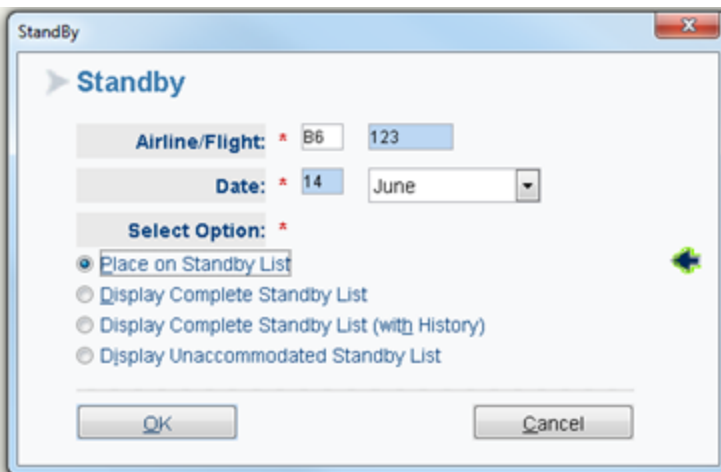 StandBy
Standby
Airline/Flight: * B6 123
Date: * 14 June
Select Option: *
Place on Standby List
Display Complete Standby List
Display Complete Standby List (with History)
Display Unaccommodated Standby List
OK Cancel